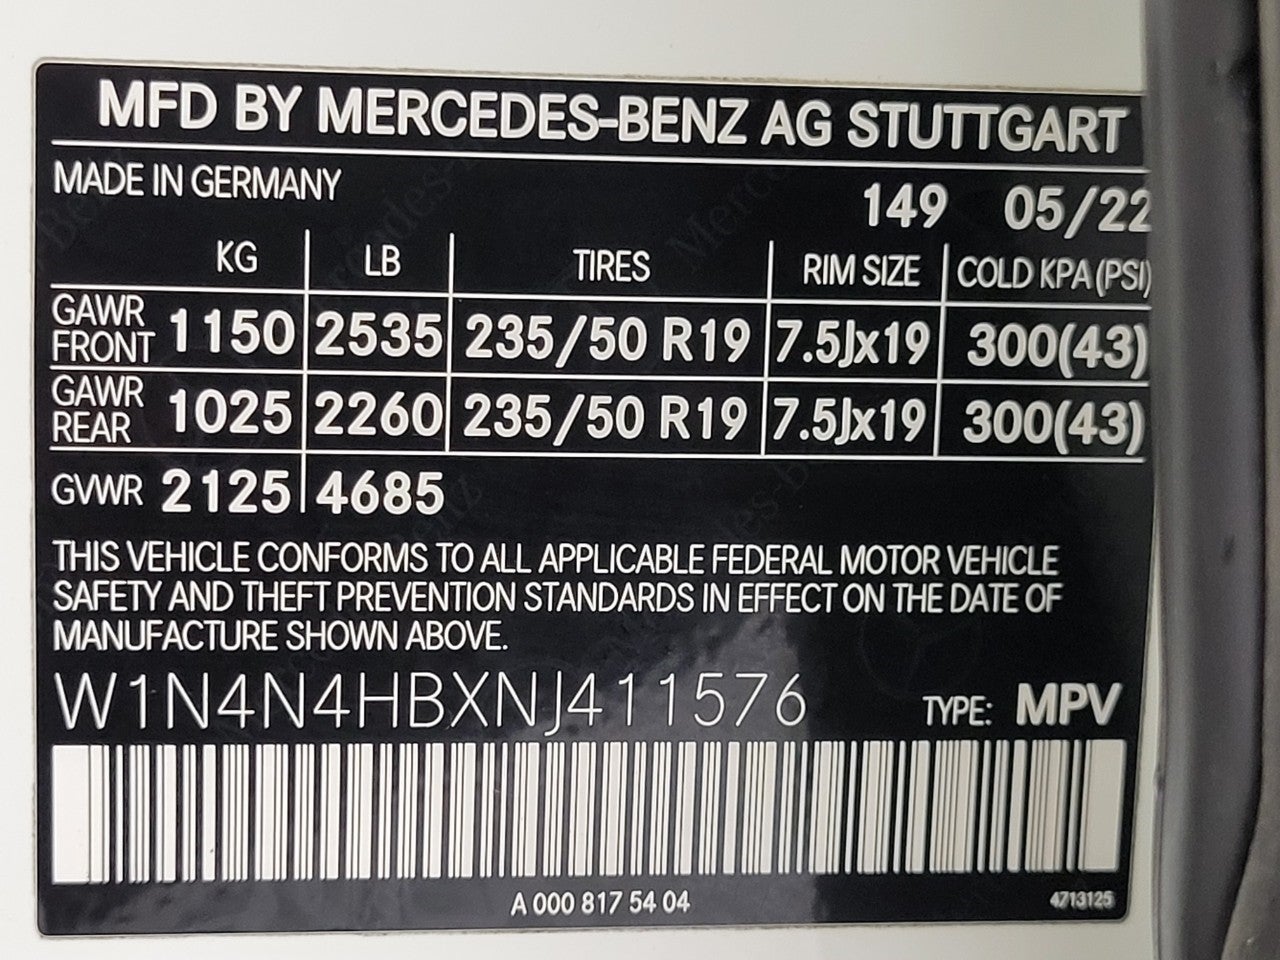 MFD BY MERCEDES-BENZ AG STUTTGART
MADE IN GERMANY
149 05/22
KG LB TIRES RIM SIZE COLD KPA (PSI)
GAWR FRONT 1150 2535 235/50 R19 7.5Jx19 300(43)
GAWR REAR 1025 2260 235/50 R19 7.5Jx19 300(43)
GVWR 2125 4685
THIS VEHICLE CONFORMS TO ALL APPLICABLE FEDERAL MOTOR VEHICLE
SAFETY AND THEFT PREVENTION STANDARDS IN EFFECT ON THE DATE OF
MANUFACTURE SHOWN ABOVE.
W1N4N4HBXNJ411576 TYPE: MPV
A 000 817 54 04 4713125